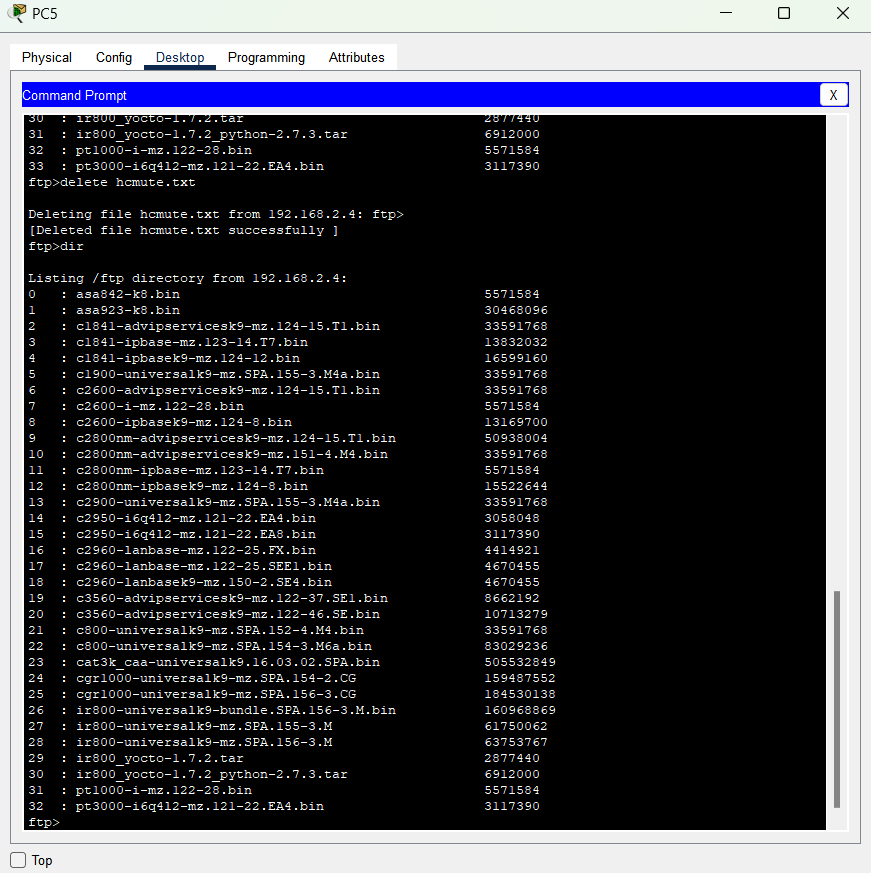 PC5
Physical Config Desktop Programming Attributes
Command Prompt
X
30 : ir800_yocto-1.7.2.tar 2877440
31 : ir800_yocto-1.7.2_python-2.7.3.tar 6912000
32 : pt1000-i-mz.122-28.bin 5571584
33 : pt3000-i6q4l2-mz.121-22.EA4.bin 3117390
ftp>delete hcmute.txt
Deleting file hcmute.txt from 192.168.2.4: ftp>
[Deleted file hcmute.txt successfully ]
ftp>dir
Listing /ftp directory from 192.168.2.4:
0 : asa842-k8.bin 5571584
1 : asa923-k8.bin 30468096
2 : c1841-advipservicesk9-mz.124-15.T1.bin 33591768
3 : c1841-ipbase-mz.123-14.T7.bin 13832032
4 : c1841-ipbasek9-mz.124-12.bin 16599160
5 : c1900-universalk9-mz.SPA.155-3.M4a.bin 33591768
6 : c2600-advipservicesk9-mz.124-15.T1.bin 33591768
7 : c2600-i-mz.122-28.bin 5571584
8 : c2600-ipbasek9-mz.124-8.bin 13169700
9 : c2800nm-advipservicesk9-mz.124-15.T1.bin 50938004
10 : c2800nm-advipservicesk9-mz.151-4.M4.bin 33591768
11 : c2800nm-ipbase-mz.123-14.T7.bin 5571584
12 : c2800nm-ipbasek9-mz.124-8.bin 15522644
13 : c2900-universalk9-mz.SPA.155-3.M4a.bin 33591768
14 : c2950-i6q4l2-mz.121-22.EA4.bin 3058048
15 : c2950-i6q4l2-mz.121-22.EA8.bin 3117390
16 : c2960-lanbase-mz.122-25.FX.bin 4414921
17 : c2960-lanbase-mz.122-25.SEE1.bin 4670455
18 : c2960-lanbasek9-mz.150-2.SE4.bin 4670455
19 : c3560-advipservicesk9-mz.122-37.SE1.bin 8662192
20 : c3560-advipservicesk9-mz.122-46.SE.bin 10713279
21 : c800-universalk9-mz.SPA.152-4.M4.bin 33591768
22 : c800-universalk9-mz.SPA.154-3.M6a.bin 83029236
23 : cat3k_caa-universalk9.16.03.02.SPA.bin 505532849
24 : cgr1000-universalk9-mz.SPA.154-2.CG 159487552
25 : cgr1000-universalk9-mz.SPA.156-3.CG 184530138
26 : ir800-universalk9-bundle.SPA.156-3.M.bin 160968869
27 : ir800-universalk9-mz.SPA.155-3.M 61750062
28 : ir800-universalk9-mz.SPA.156-3.M 63753767
29 : ir800_yocto-1.7.2.tar 2877440
30 : ir800_yocto-1.7.2_python-2.7.3.tar 6912000
31 : pt1000-i-mz.122-28.bin 5571584
32 : pt3000-i6q4l2-mz.121-22.EA4.bin 3117390
ftp>
Top